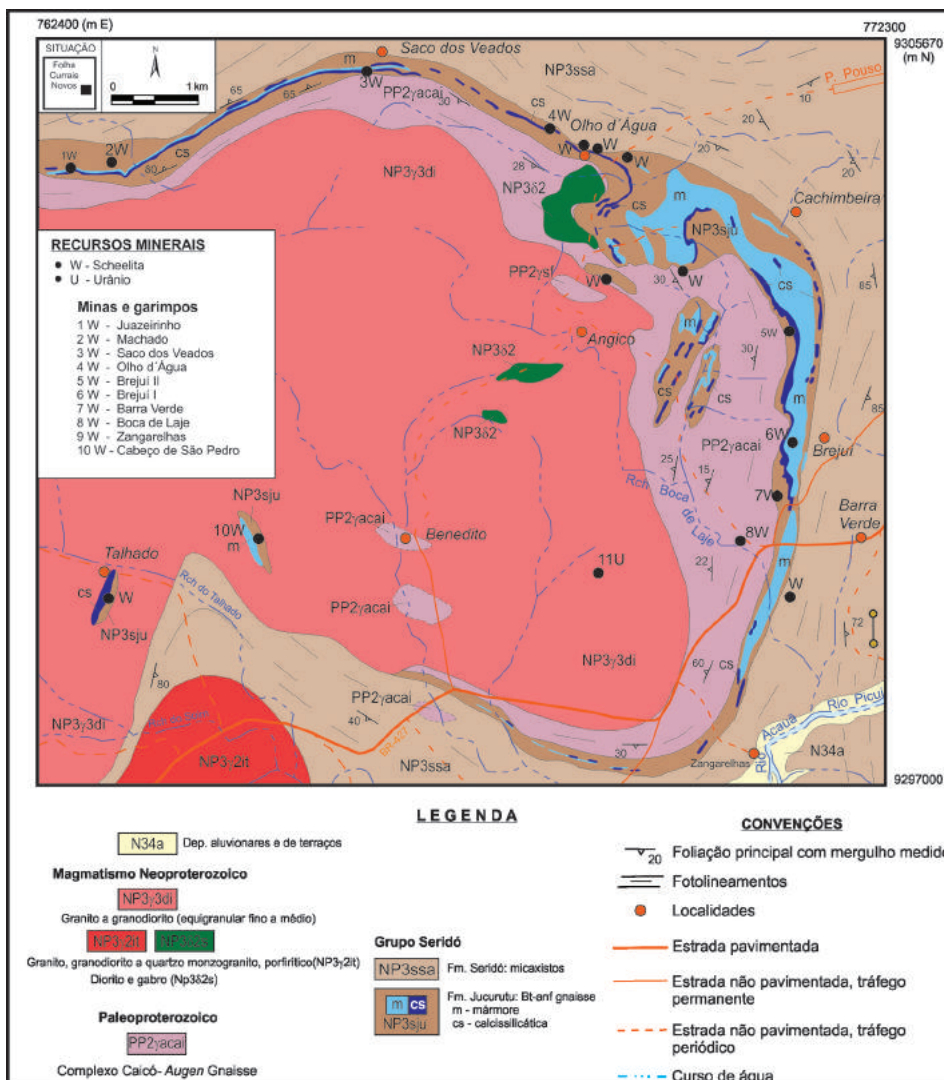 762400 (m E)
772300
9305670
(m N)
SITUAÇÃO
Folha
Currais
Novos
N
0 1 km
Saco dos Veados
m
3W
PP2γacai
NP3ssa
P. Pouso
65
65
30
10
cs
4W
Olho d´Água
W
W
W
20
20
20
1W
2W
cs
80
28
NP3γ3di
NP3δ2
cs
m
NP3sju
Cachimbeira
RECURSOS MINERAIS
W - Scheelita
U - Urânio
Minas e garimpos
1 W - Juazeirinho
2 W - Machado
3 W - Saco dos Veados
4 W - Olho d´Água
5 W - Brejuí II
6 W - Brejuí I
7 W - Barra Verde
8 W - Boca de Laje
9 W - Zangarelhas
10 W - Cabeço de São Pedro
PP2γsf
W
30
W
cs
85
Angico
m
5W
30
NP3δ2
cs
cs
m
NP3δ2
PP2γacai
85
6W
Brejuí
25
15
Rch Boca de Laje
7W
NP3sju
10W
m
PP2γacai
Benedito
8W
Barra
Verde
Talhado
11U
22
m
W
cs
W
Rch do Talhado
NP3sju
PP2γacai
72
NP3γ3di
60
cs
80
PP2γacai
NP3γ3di
40
BR-427
Rio Acauã
Rio Picuí
NP3γ2it
NP3ssa
30
Zangarelhas
N34a
9297000
LEGENDA
N34a Dep. aluvionares e de terraços
Magmatismo Neoproterozoico
NP3γ3di
Granito a granodiorito (equigranular fino a médio)
NP3γ2it NP3δ2s
Granito, granodiorito a quartzo monzogranito, porfirítico(NP3γ2it)
Diorito e gabro (Np3δ2s)
Paleoproterozoico
PP2γacai
Complexo Caicó- Augen Gnaisse
Grupo Seridó
NP3ssa Fm. Seridó: micaxistos
m cs Fm. Jucurutu: Bt-anf gnaisse
m - mármore
NP3sju cs - calcissilicática
CONVENÇÕES
20 Foliação principal com mergulho medido
Fotolineamentos
Localidades
Estrada pavimentada
Estrada não pavimentada, tráfego
permanente
Estrada não pavimentada, tráfego
periódico
Curso de água